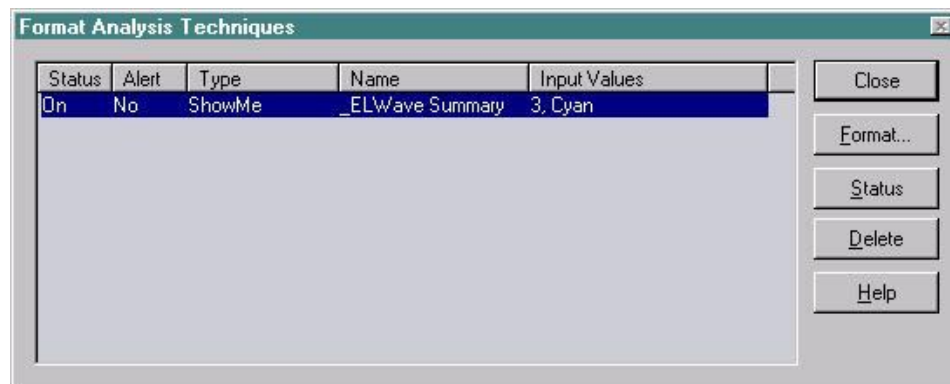 Format Analysis Techniques
Status Alert Type Name Input Values
On No ShowMe _ELWave Summary 3, Cyan
Close
Format...
Status
Delete
Help